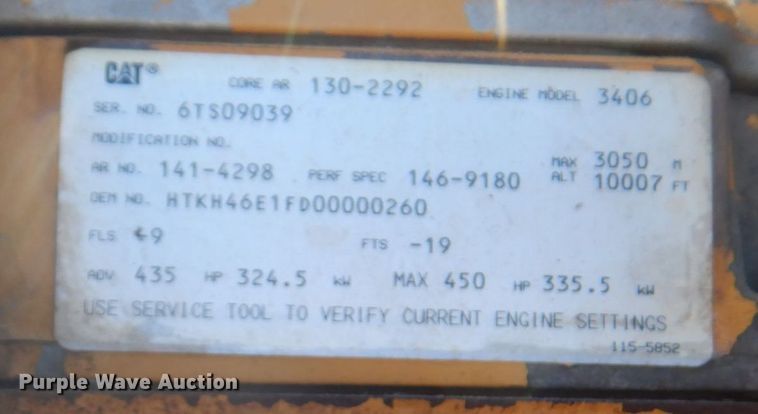 CAT® CORE AR 130-2292 ENGINE MODEL 3406
SER. NO. 6TS09039
MODIFICATION NO.
AR NO. 141-4298 PERF SPEC 146-9180 MAX ALT 3050 M 10007 FT
OEM NO. HTKH46E1FD00000260
FLS 9 FTS -19
ADV 435 HP 324.5 kW MAX 450 HP 335.5 kW
USE SERVICE TOOL TO VERIFY CURRENT ENGINE SETTINGS
115-5852
Purple Wave Auction